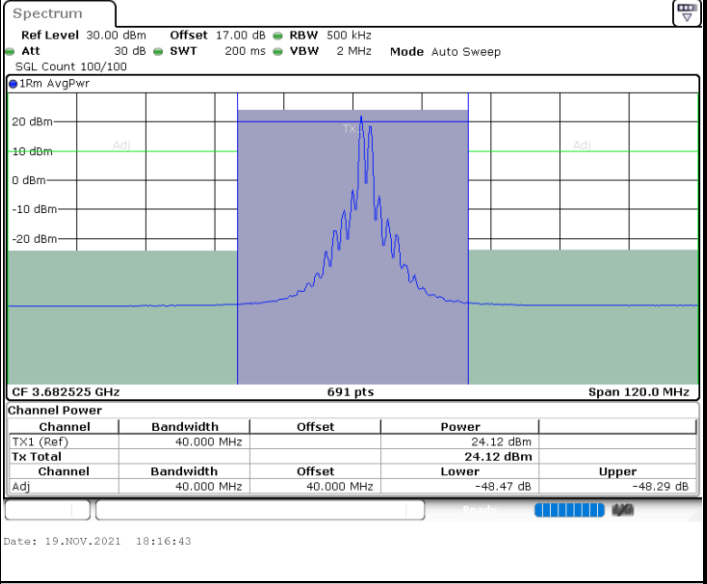 Spectrum
Ref Level 30.00 dBm Offset 17.00 dB RBW 500 kHz
Att 30 dB SWT 200 ms VBW 2 MHz Mode Auto Sweep
SGL Count 100/100
1Rm AvgPwr
20 dBm
TX
10 dBm
Adj
Adj
0 dBm
-10 dBm
-20 dBm
CF 3.682525 GHz 691 pts Span 120.0 MHz
Channel Power
Channel Bandwidth Offset Power
TX1 (Ref) 40.000 MHz 24.12 dBm
Tx Total 24.12 dBm
Channel Bandwidth Offset Lower Upper
Adj 40.000 MHz 40.000 MHz -48.47 dB -48.29 dB
Ready
Date: 19.NOV.2021 18:16:43